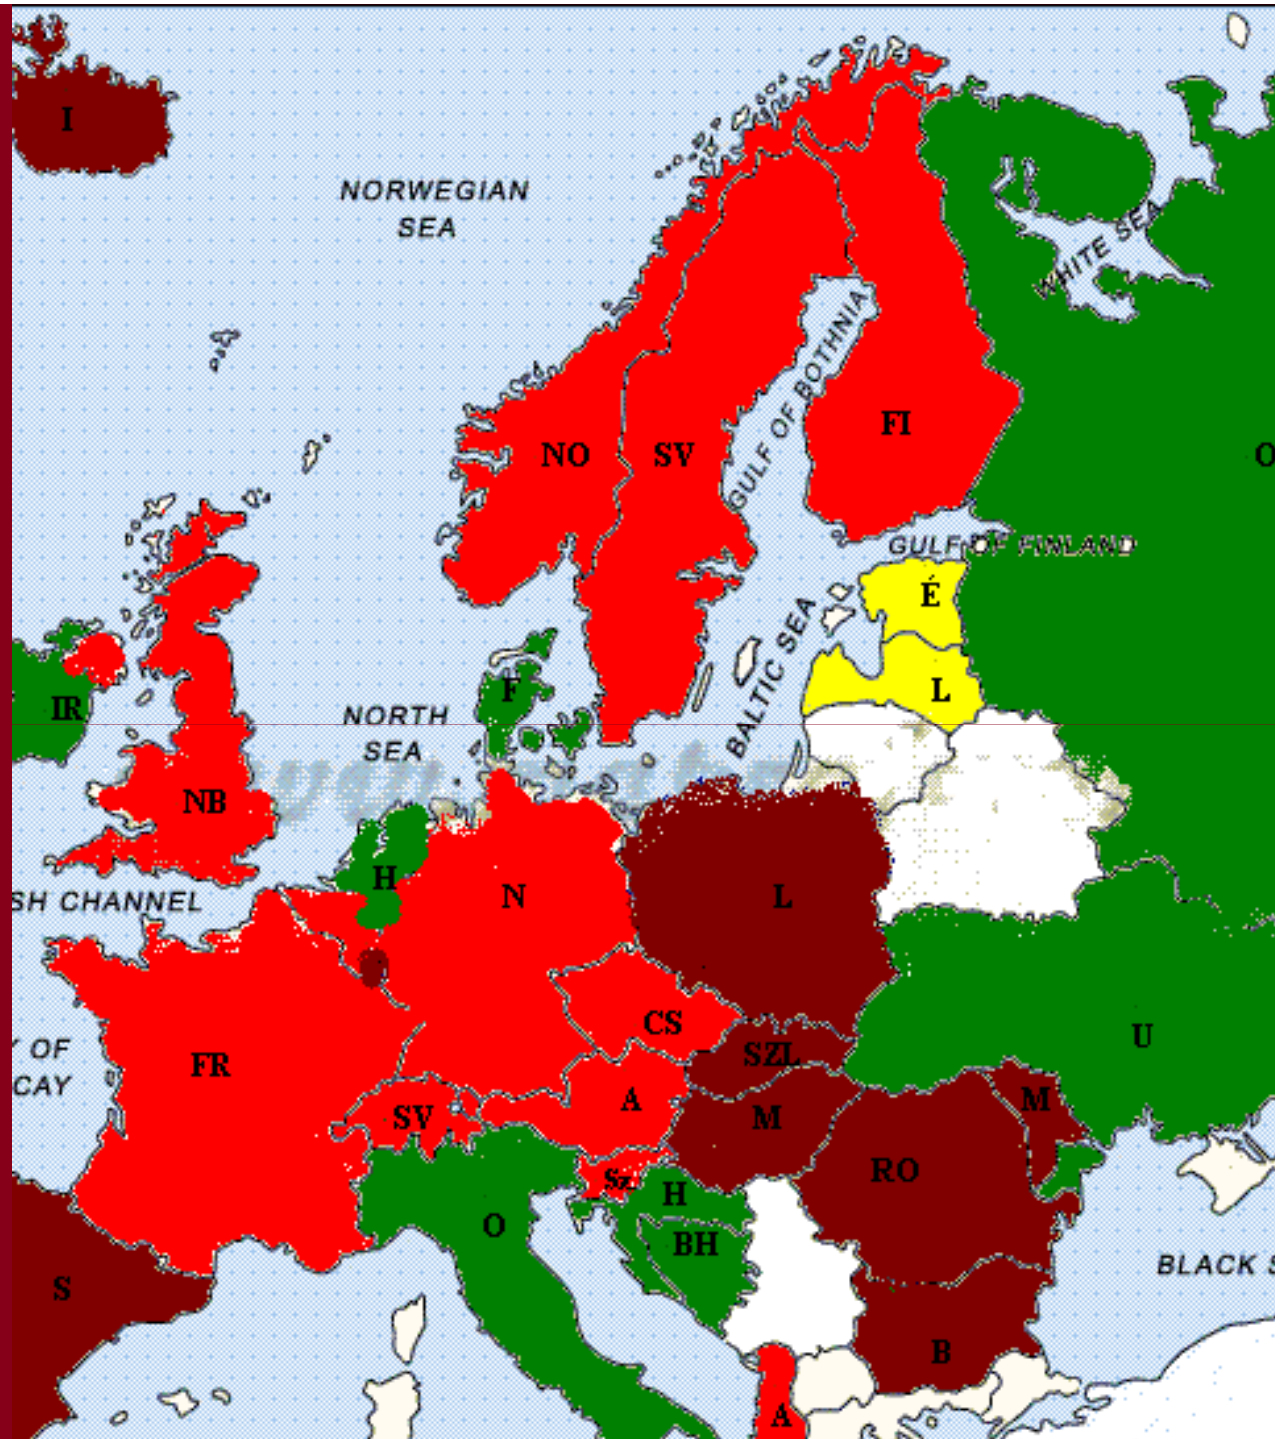 I
NORWEGIAN
SEA
WHITE SEA
GULF OF BOTHNIA
NO
SV
FI
O
GULF OF FINLAND
É
BALTIC SEA
L
IR
F
NORTH
SEA
NB
H
N
L
SH CHANNEL
CS
U
Y OF
CAY
FR
SZL
A
M
M
SV
RO
Sz
H
O
BH
BLACK S
S
B
A